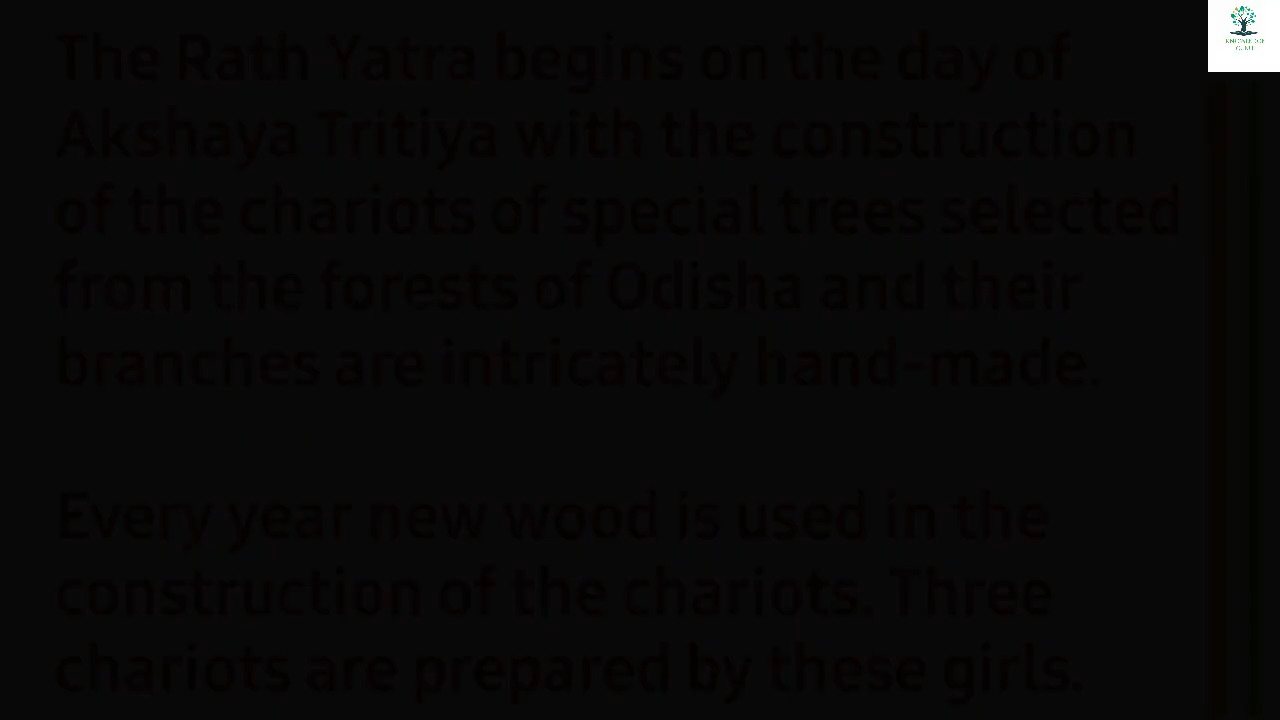 KNOWLEDGE
GURU
The Rath Yatra begins on the day of
Akshaya Tritiya with the construction
of the chariots of special trees selected
from the forests of Odisha and their
branches are intricately hand-made.
Every year new wood is used in the
construction of the chariots. Three
chariots are prepared by these girls.